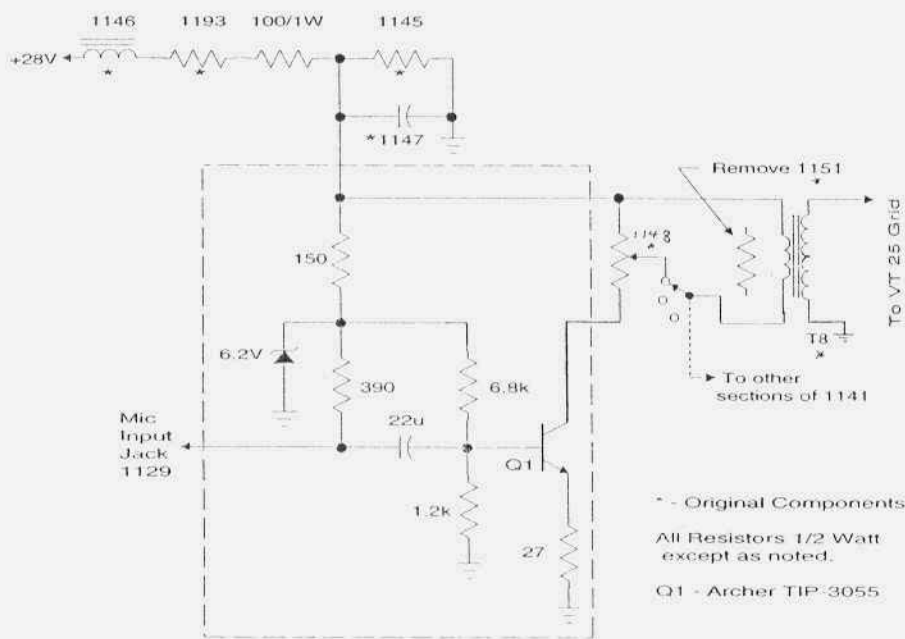 1146
1193
100/1W
1145
+28V
*
*
*
*1147
Remove 1151
*
1148
*
150
To VT 25 Grid
6.2V
390
6.8k
T8
*
To other
sections of 1141
Mic
Input
Jack
1129
22u
Q1
1.2k
27
* - Original Components
All Resistors 1/2 Watt
except as noted.
Q1 - Archer TIP-3055